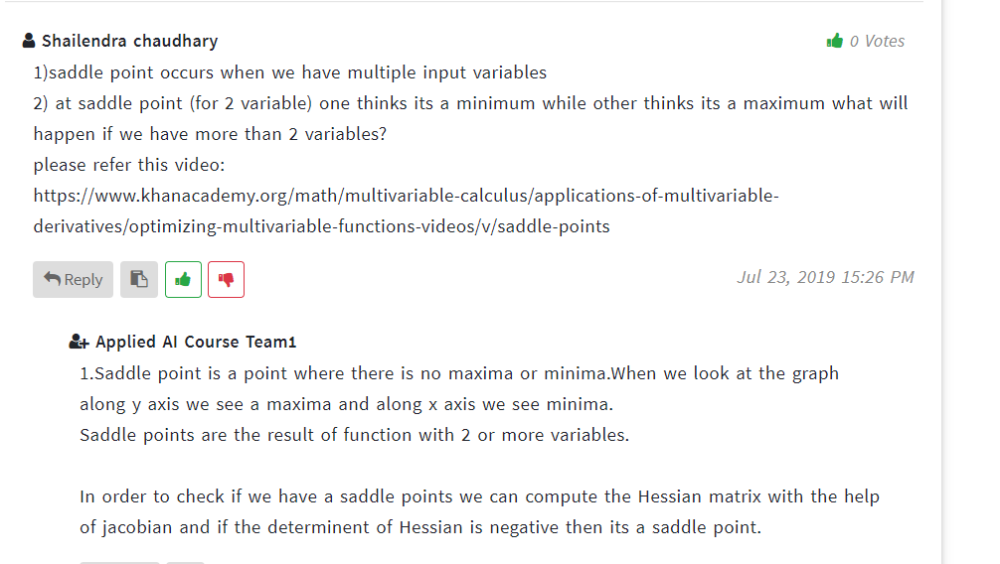 Shailendra chaudhary
0 Votes
1)saddle point occurs when we have multiple input variables
2) at saddle point (for 2 variable) one thinks its a minimum while other thinks its a maximum what will
happen if we have more than 2 variables?
please refer this video:
https://www.khanacademy.org/math/multivariable-calculus/applications-of-multivariable-
derivatives/optimizing-multivariable-functions-videos/v/saddle-points
Reply
Jul 23, 2019 15:26 PM
Applied AI Course Team1
1.Saddle point is a point where there is no maxima or minima.When we look at the graph
along y axis we see a maxima and along x axis we see minima.
Saddle points are the result of function with 2 or more variables.
In order to check if we have a saddle points we can compute the Hessian matrix with the help
of jacobian and if the determinent of Hessian is negative then its a saddle point.